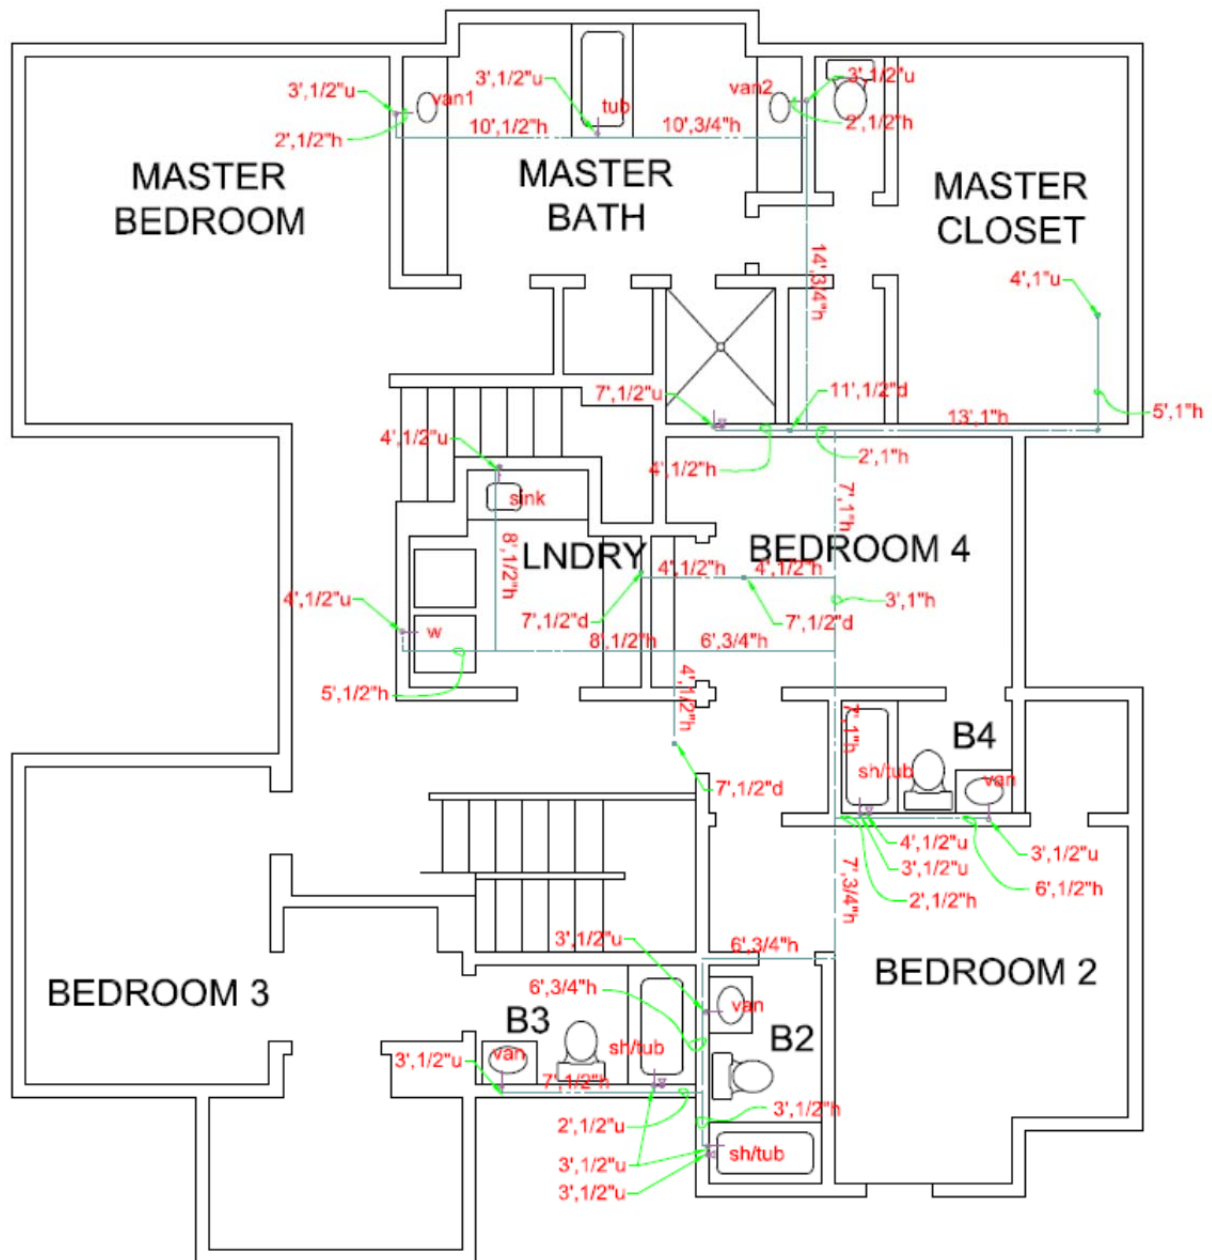 3',1/2"u
van1
3',1/2"u
tub
van2
3',1/2"u
2',1/2"h
10',1/2"h
10',3/4"h
2',1/2"h
MASTER
BEDROOM
MASTER
BATH
MASTER
CLOSET
14',3/4"h
4',1"u
7',1/2"u
11',1/2"d
13',1"h
5',1"h
4',1/2"u
4',1/2"h
2',1"h
sink
7',1"h
8',1/2"h
LNDRY
BEDROOM 4
4',1/2"h
4',1/2"h
3',1"h
4',1/2"u
w
7',1/2"d
7',1/2"d
8',1/2"h
6',3/4"h
5',1/2"h
4',1/2"h
7',1"h
B4
sh/tub
van
7',1/2"d
4',1/2"u
3',1/2"u
3',1/2"u
2',1/2"h
6',1/2"h
7',3/4"h
3',1/2"u
6',3/4"h
BEDROOM 3
6',3/4"h
BEDROOM 2
van
B3
B2
van
sh/tub
3',1/2"u
7',1/2"h
3',1/2"h
2',1/2"u
sh/tub
3',1/2"u
3',1/2"u